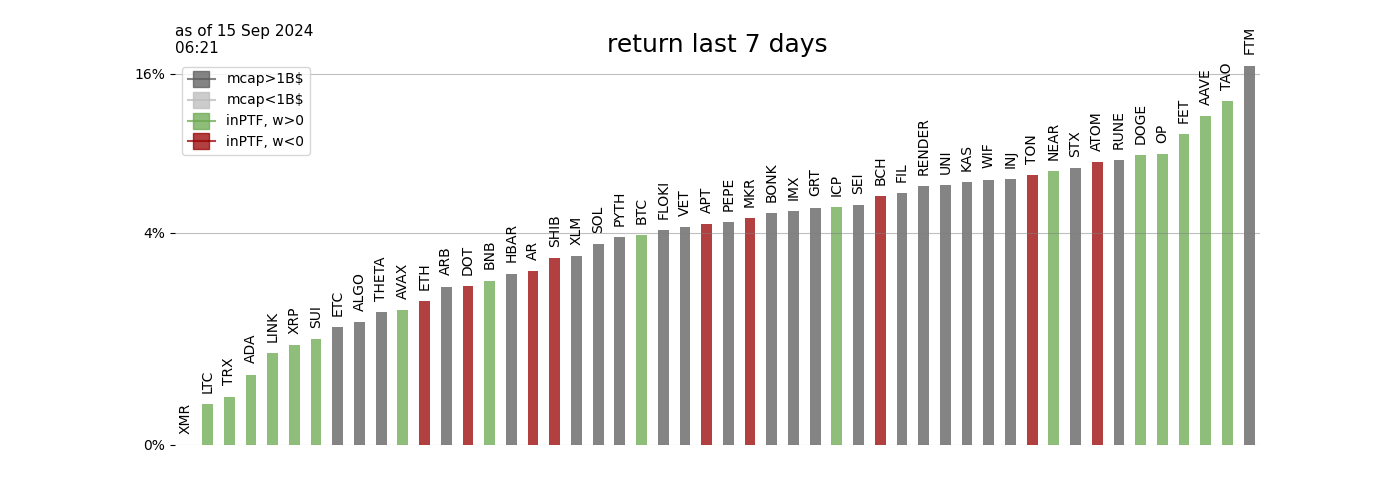 as of 15 Sep 2024
06:21
return last 7 days
mcap>1B$
mcap<1B$
inPTF, w>0
inPTF, w<0
16%
4%
0%
XMR
LTC
TRX
ADA
LINK
XRP
SUI
ETC
ALGO
THETA
AVAX
ETH
ARB
DOT
BNB
HBAR
AR
SHIB
XLM
SOL
PYTH
BTC
FLOKI
VET
APT
PEPE
MKR
BONK
IMX
GRT
ICP
SEI
BCH
FIL
RENDER
UNI
KAS
WIF
INJ
TON
NEAR
STX
ATOM
RUNE
DOGE
OP
FET
AAVE
TAO
FTM